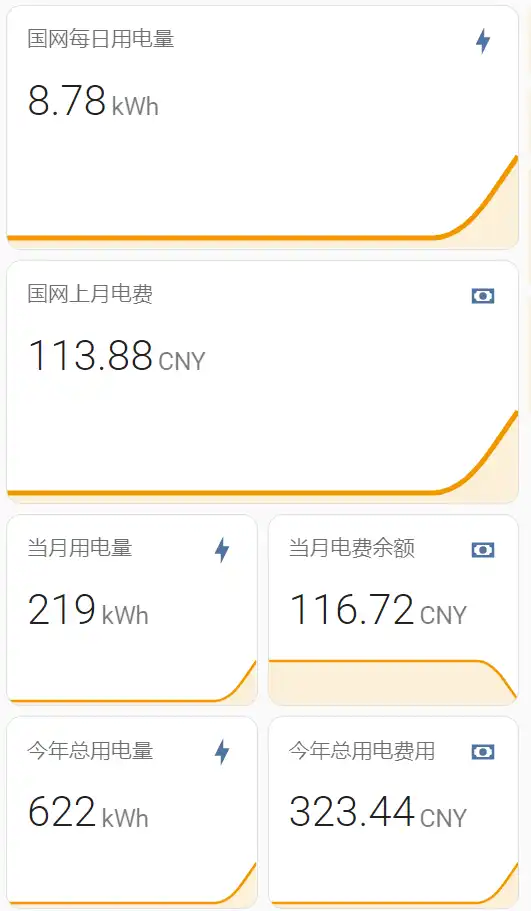 国网每日用电量
8.78 kWh
国网上月电费
113.88 CNY
当月用电量
219 kWh
当月电费余额
116.72 CNY
今年总用电量
622 kWh
今年总用电费用
323.44 CNY